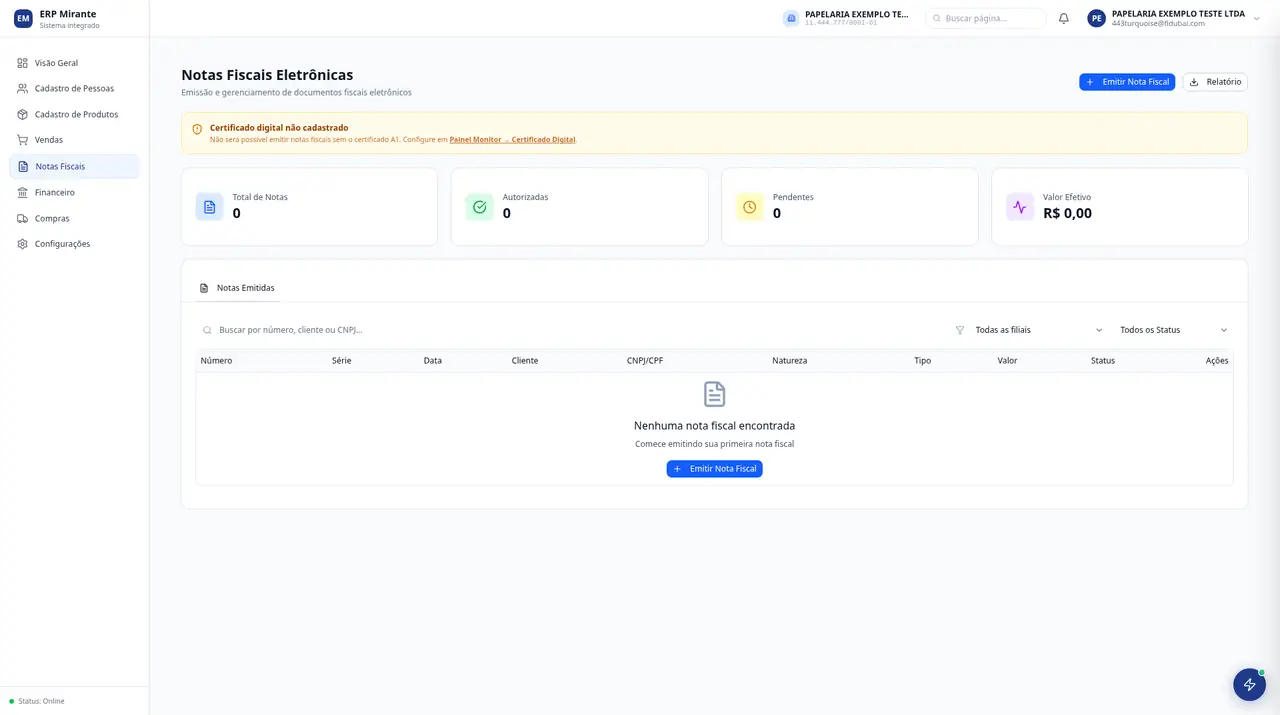 EM
ERP Mirante
Sistema integrado
PAPELARIA EXEMPLO TE...
11.444.777/0001-61
Buscar página...
PE
PAPELARIA EXEMPLO TESTE LTDA
443turquoise@fidubai.com
Visão Geral
Cadastro de Pessoas
Cadastro de Produtos
Vendas
Notas Fiscais
Financeiro
Compras
Configurações
Status: Online
Notas Fiscais Eletrônicas
Emissão e gerenciamento de documentos fiscais eletrônicos
Emitir Nota Fiscal
Relatório
Certificado digital não cadastrado
Não será possível emitir notas fiscais sem o certificado A1. Configure em Painel Monitor → Certificado Digital.
Total de Notas
0
Autorizadas
0
Pendentes
0
Valor Efetivo
R$ 0,00
Notas Emitidas
Buscar por número, cliente ou CNPJ...
Todas as filiais
Todos os Status
Número Série Data Cliente CNPJ/CPF Natureza Tipo Valor Status Ações
Nenhuma nota fiscal encontrada
Comece emitindo sua primeira nota fiscal
Emitir Nota Fiscal